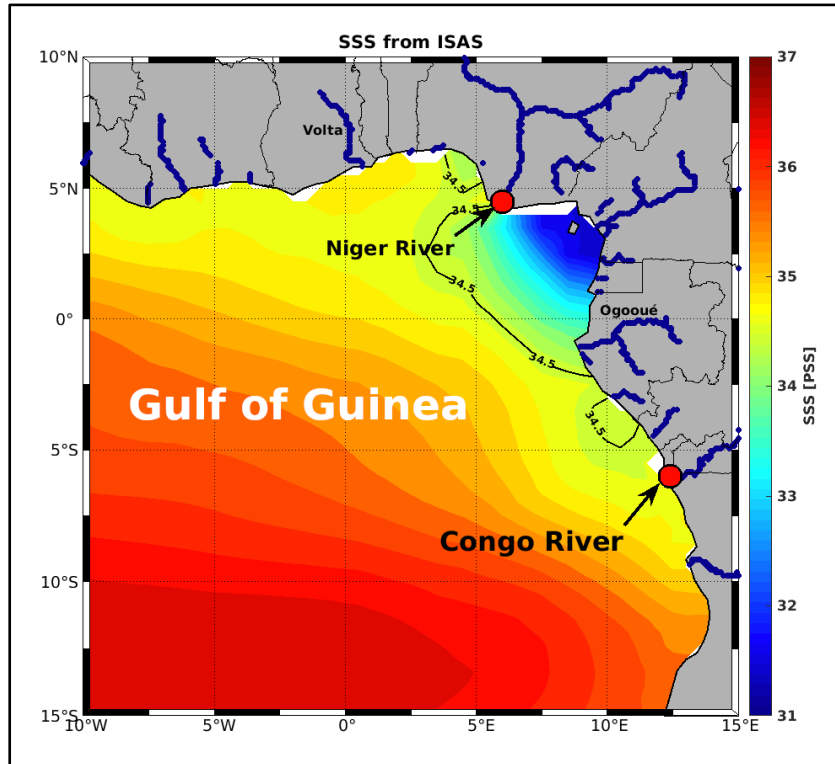 SSS from ISAS
10°N
5°N
0°
5°S
10°S
15°S
10°W
5°W
0°
5°E
10°E
15°E
Volta
34.5
34.5
Niger River
34.5
Ogooué
34.5
Gulf of Guinea
34.5
Congo River
37
36
35
34
33
32
31
SSS [PSS]